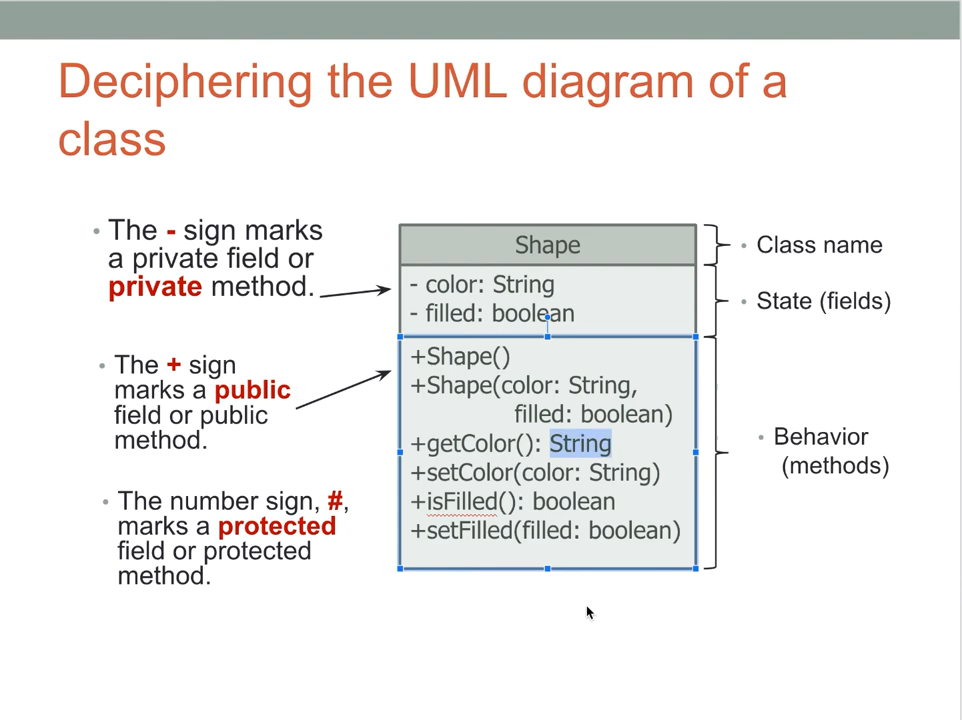 Deciphering the UML diagram of a
class
• The - sign marks
a private field or
private method.
• The + sign
marks a public
field or public
method.
• The number sign, #,
marks a protected
field or protected
method.
Shape
- color: String
- filled: boolean
+Shape()
+Shape(color: String,
filled: boolean)
+getColor(): String
+setColor(color: String)
+isFilled(): boolean
+setFilled(filled: boolean)
• Class name
• State (fields)
• Behavior
(methods)